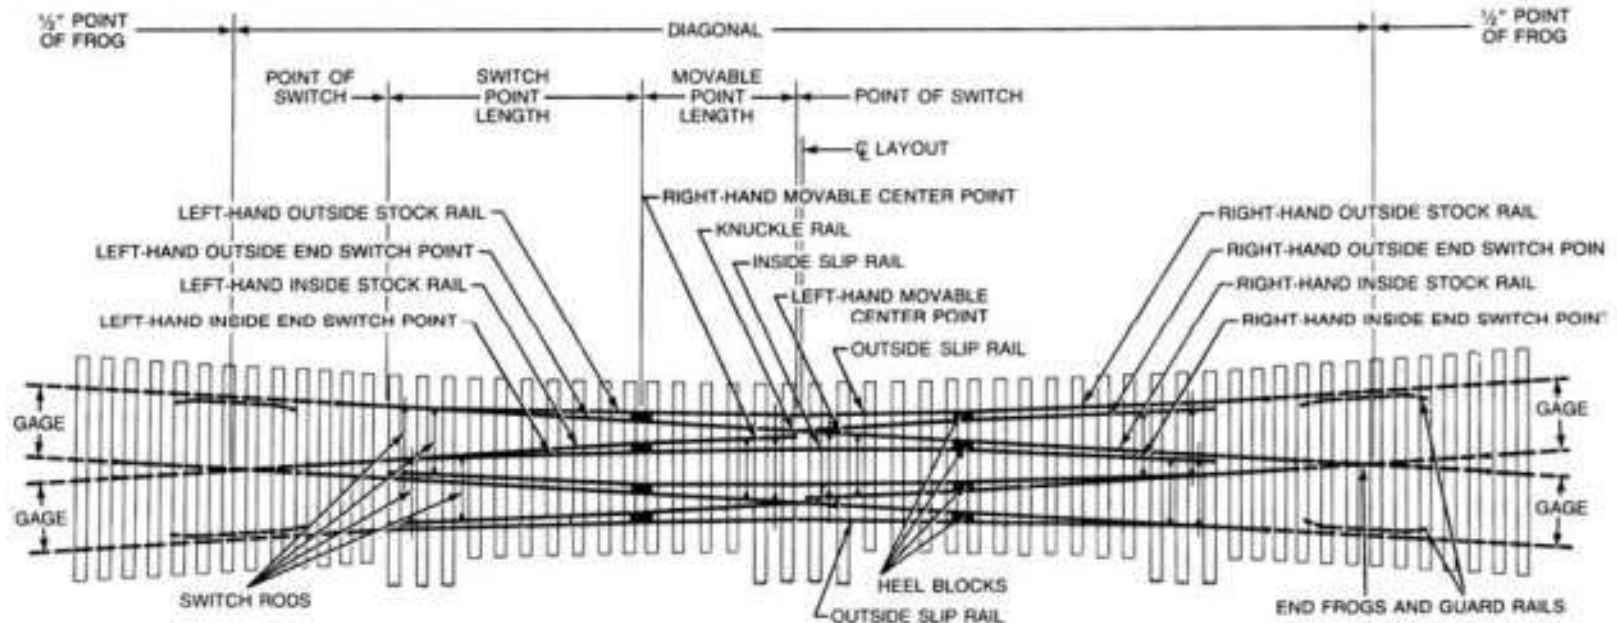 ½" POINT
OF FROG
DIAGONAL
½" POINT
OF FROG
POINT OF
SWITCH
SWITCH
POINT
LENGTH
MOVABLE
POINT
LENGTH
POINT OF SWITCH
℄ LAYOUT
RIGHT-HAND MOVABLE CENTER POINT
LEFT-HAND OUTSIDE STOCK RAIL
KNUCKLE RAIL
RIGHT-HAND OUTSIDE STOCK RAIL
LEFT-HAND OUTSIDE END SWITCH POINT
INSIDE SLIP RAIL
RIGHT-HAND OUTSIDE END SWITCH POIN
LEFT-HAND INSIDE STOCK RAIL
LEFT-HAND MOVABLE
CENTER POINT
RIGHT-HAND INSIDE STOCK RAIL
LEFT-HAND INSIDE END SWITCH POINT
RIGHT-HAND INSIDE END SWITCH POINT
OUTSIDE SLIP RAIL
GAGE
GAGE
GAGE
GAGE
SWITCH RODS
HEEL BLOCKS
OUTSIDE SLIP RAIL
END FROGS AND GUARD RAILS